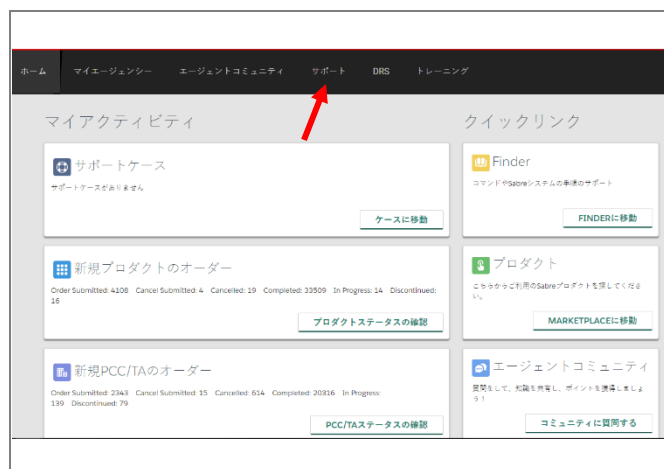 ホーム マイエージェンシー エージェントコミュニティ サポート DRS トレーニング
マイアクティビティ
サポートケース
サポートケースがありません
ケースに移動
新規プロダクトのオーダー
Order Submitted: 4108 Cancel Submitted: 4 Cancelled: 19 Completed: 33509 In Progress: 14 Discontinued:
16
プロダクトステータスの確認
新規PCC/TAのオーダー
Order Submitted: 2343 Cancel Submitted: 15 Cancelled: 614 Completed: 20316 In Progress:
139 Discontinued: 79
PCC/TAステータスの確認
クイックリンク
Finder
コマンドやSabreシステムの準順のサポート
FINDERに移動
プロダクト
こちらからご利用のSabreプロダクトを探してくださ
い。
MARKETPLACEに移動
エージェントコミュニティ
質問をして、知識を共有し、ポイントを獲得しましょ
う！
コミュニティに質問する